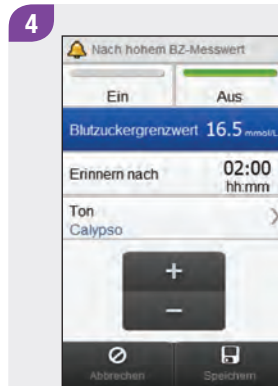 4
Nach hohem BZ-Messwert
Ein Aus
Blutzuckergrenzwert 16.5 mmol/L
Erinnern nach 02:00
hh:mm
Ton
Calypso
+
−
Abbrechen Speichern